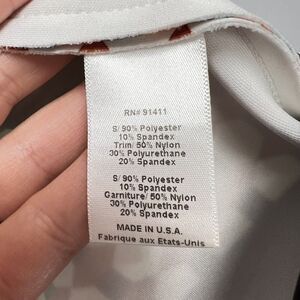 RN# 91411
S/ 90% Polyester
10% Spandex
Trim/ 50% Nylon
30% Polyurethane
20% Spandex
S/ 90% Polyester
10% Spandex
Garniture/ 50% Nylon
30% Polyurethane
20% Spandex
MADE IN U.S.A.
Fabrique aux Etats-Unis